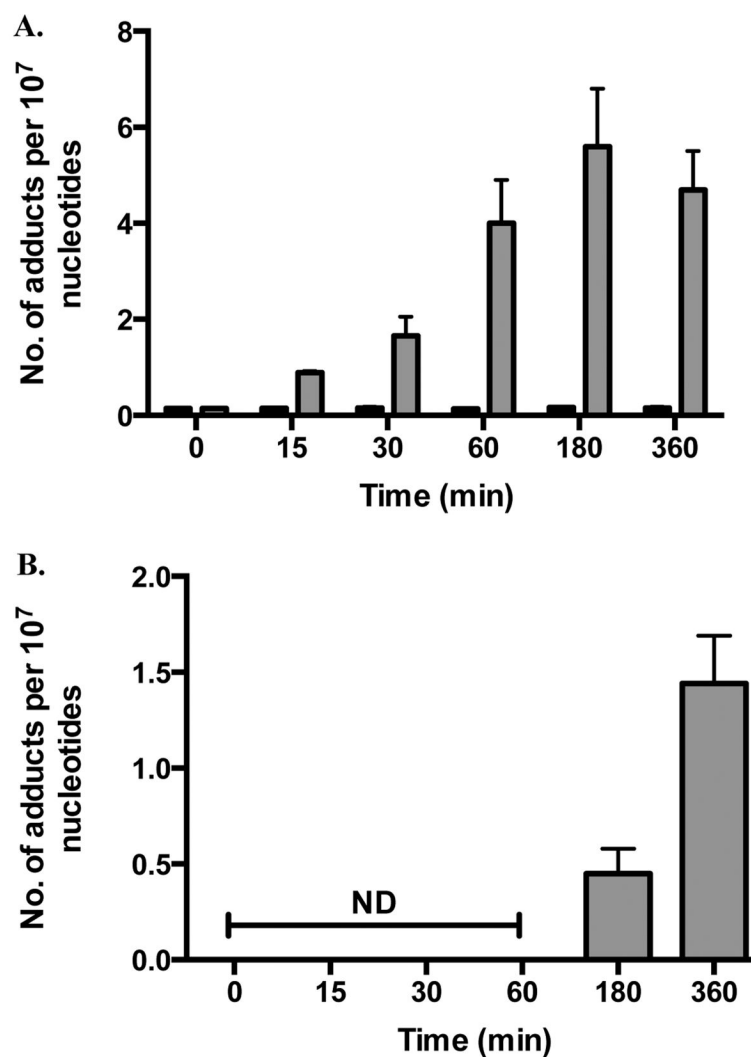 A.
No. of adducts per 10⁷
nucleotides
8
6
4
2
0
0 15 30 60 180 360
Time (min)
B.
No. of adducts per 10⁷
nucleotides
2.0
1.5
1.0
0.5
0.0
ND
0 15 30 60 180 360
Time (min)